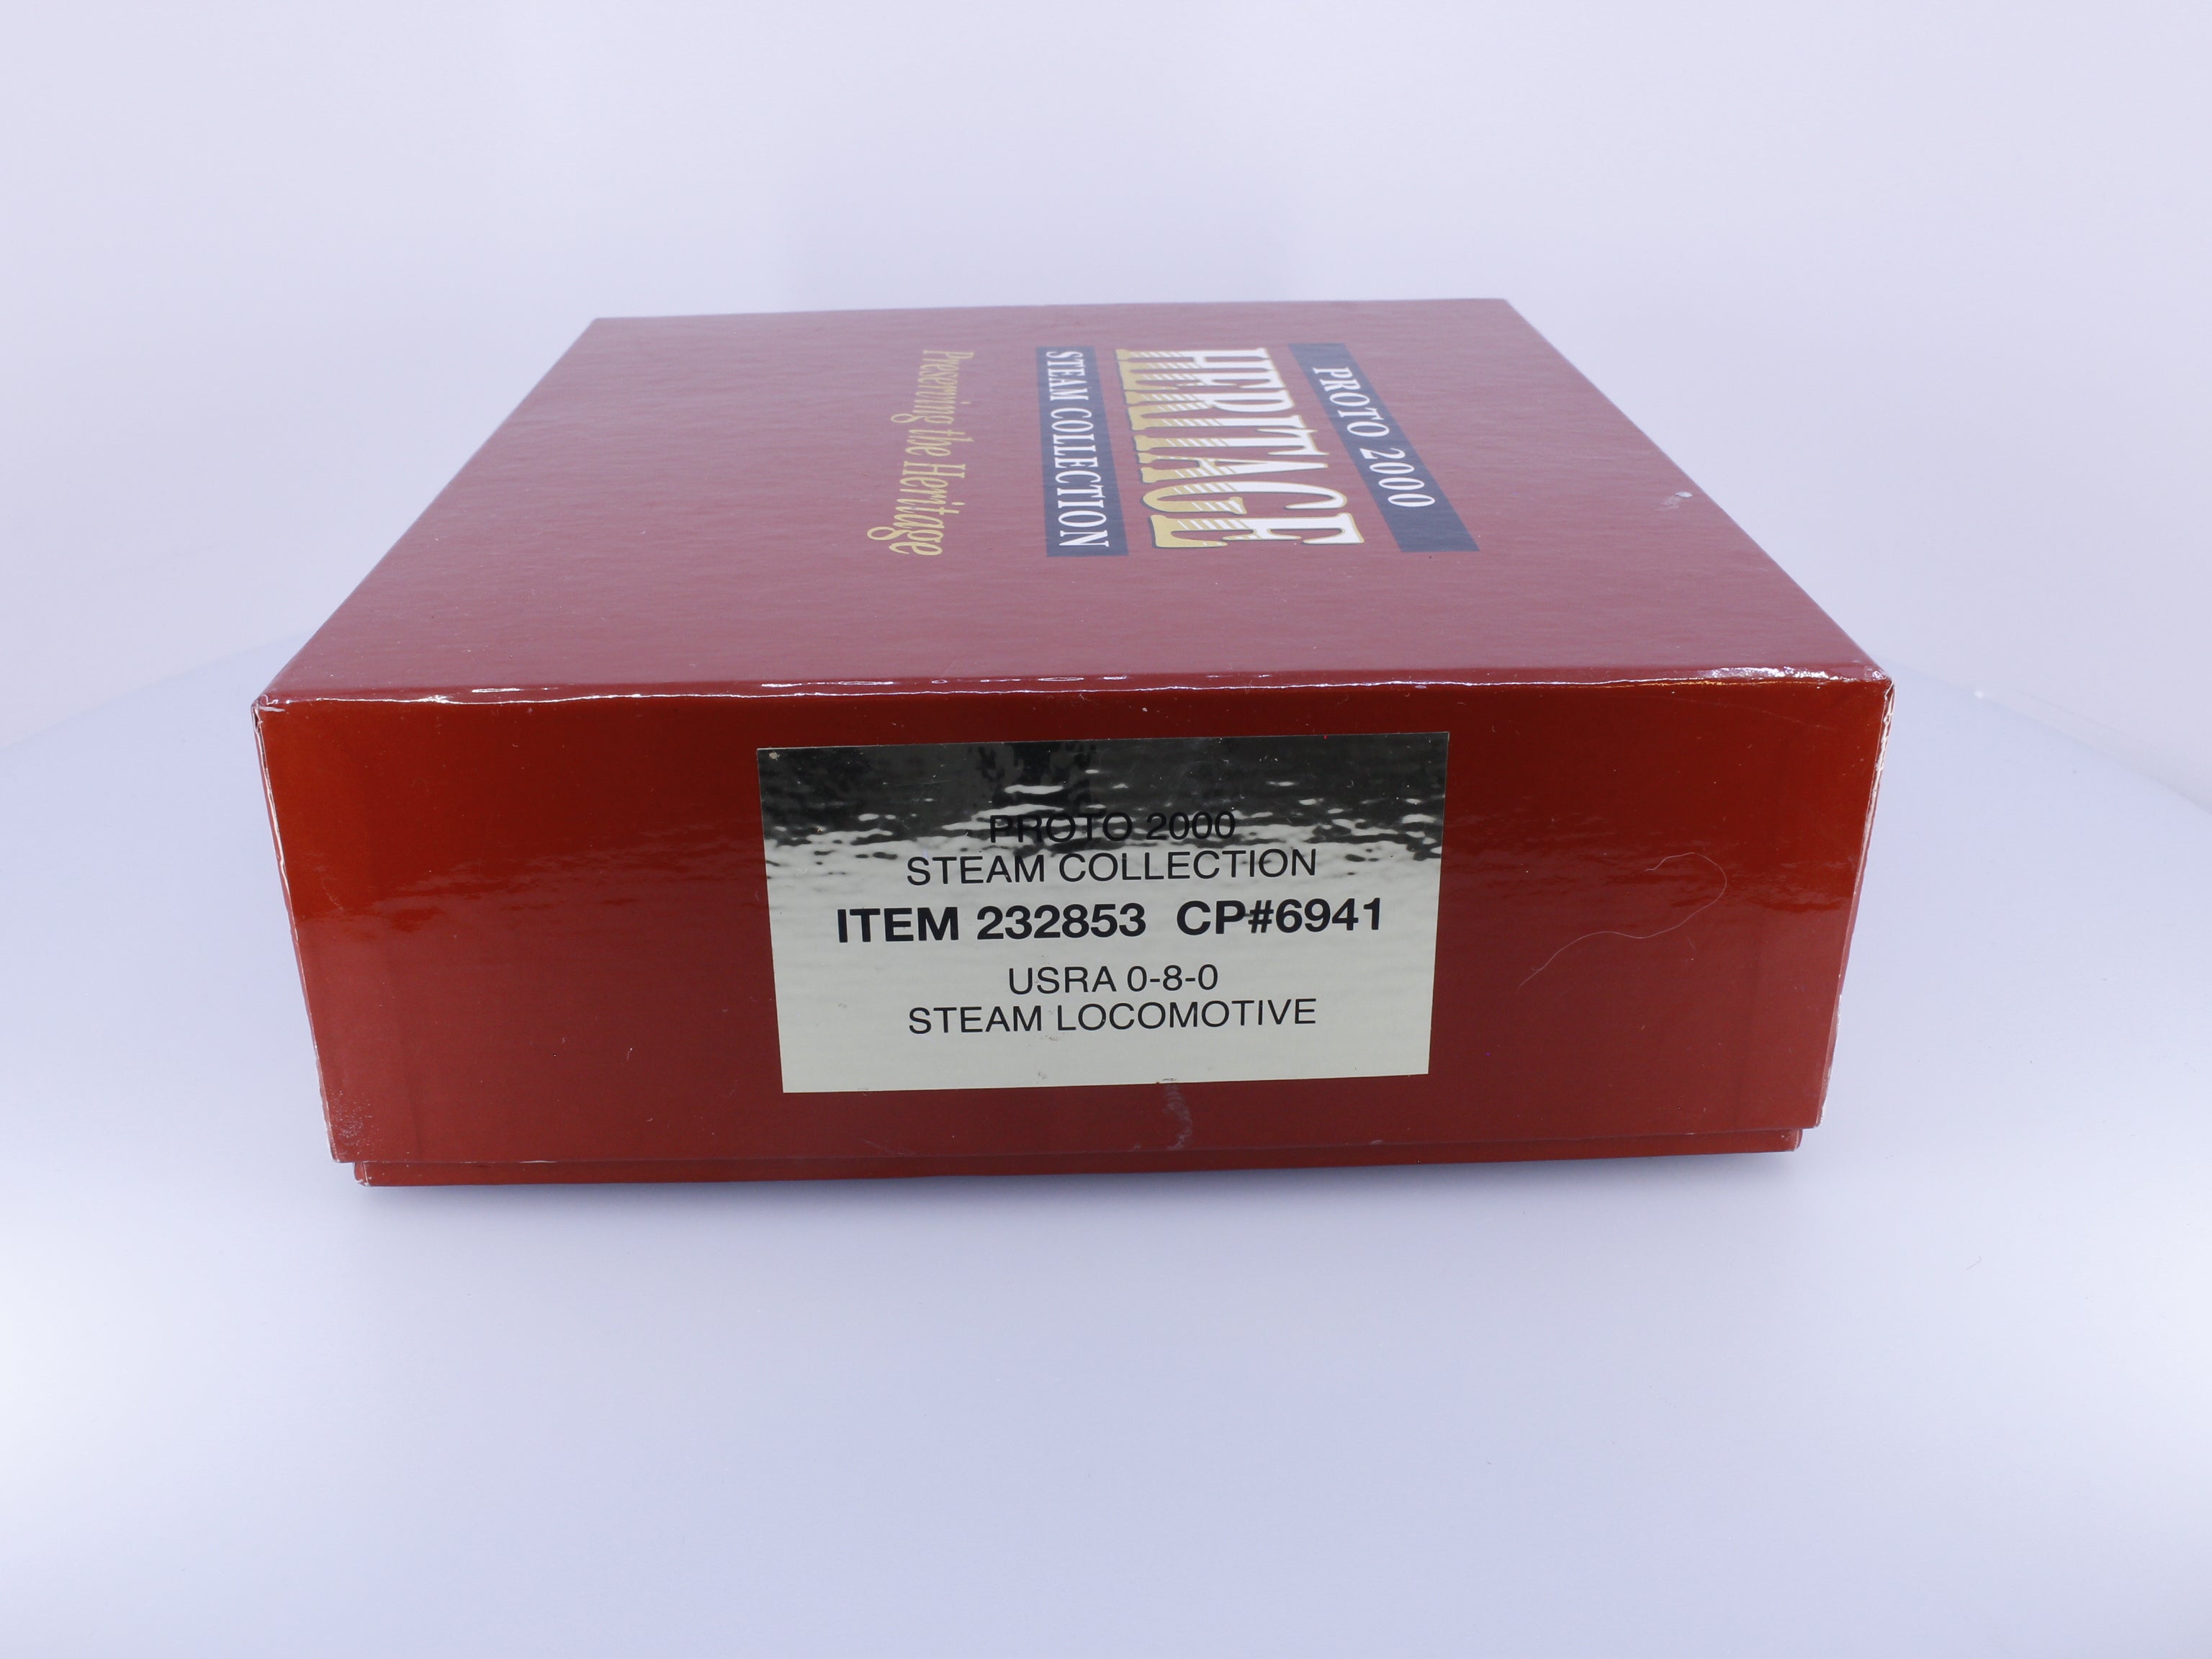 PROTO 2000
HERITAGE
STEAM COLLECTION
Preserving the Heritage
PROTO 2000
STEAM COLLECTION
ITEM 232853 CP#6941
USRA 0-8-0
STEAM LOCOMOTIVE